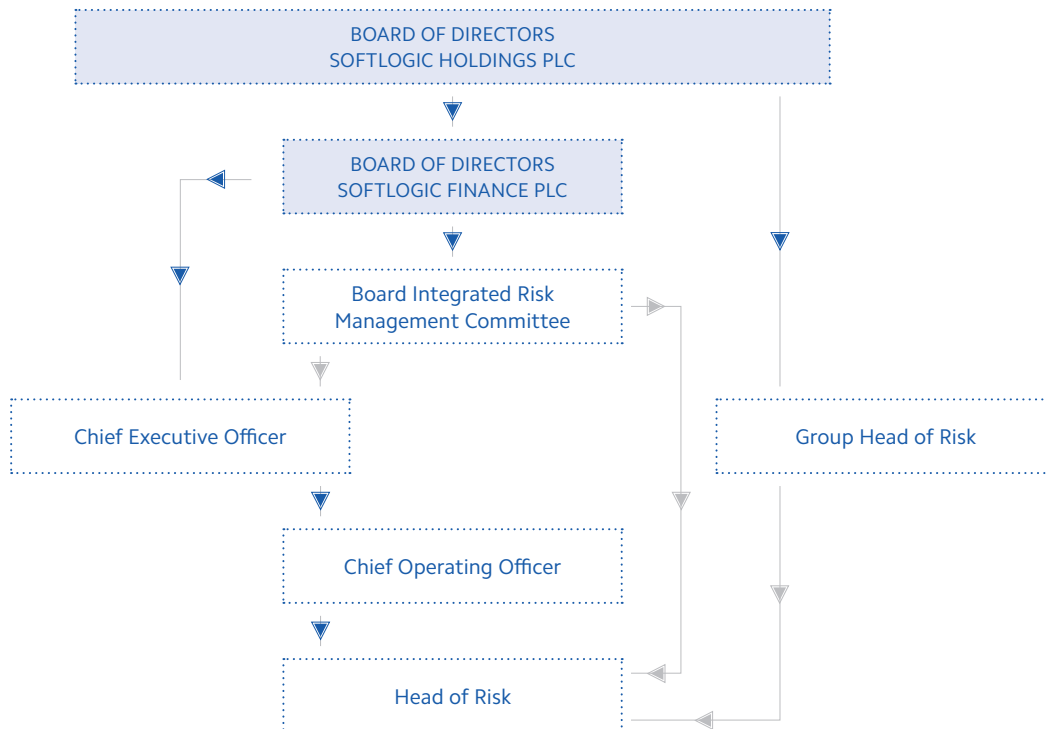 BOARD OF DIRECTORS
SOFTLOGIC HOLDINGS PLC
BOARD OF DIRECTORS
SOFTLOGIC FINANCE PLC
Board Integrated Risk
Management Committee
Chief Executive Officer
Group Head of Risk
Chief Operating Officer
Head of Risk